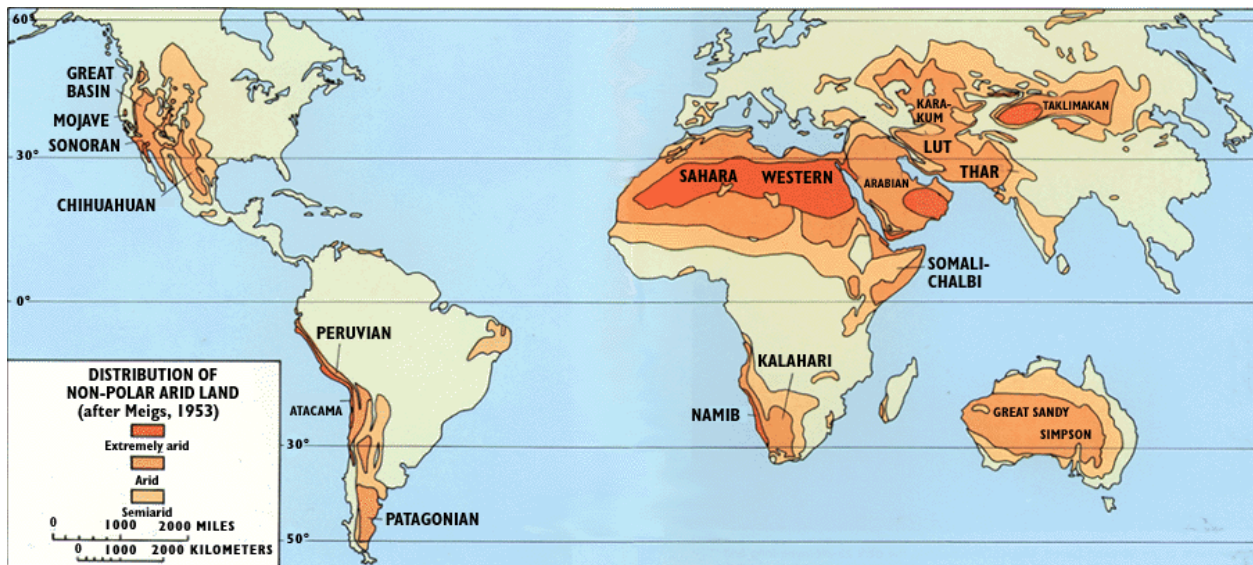 60°
GREAT
BASIN
MOJAVE
SONORAN
30°
CHIHUAHUAN
KARA-
KUM
TAKLIMAKAN
LUT
THAR
SAHARA
WESTERN
ARABIAN
SOMALI-
CHALBI
0°
PERUVIAN
ATACAMA
KALAHARI
NAMIB
GREAT SANDY
SIMPSON
30°
PATAGONIAN
50°
DISTRIBUTION OF
NON-POLAR ARID LAND
(after Meigs, 1953)
Extremely arid
Arid
Semiarid
0 1000 2000 MILES
0 1000 2000 KILOMETERS